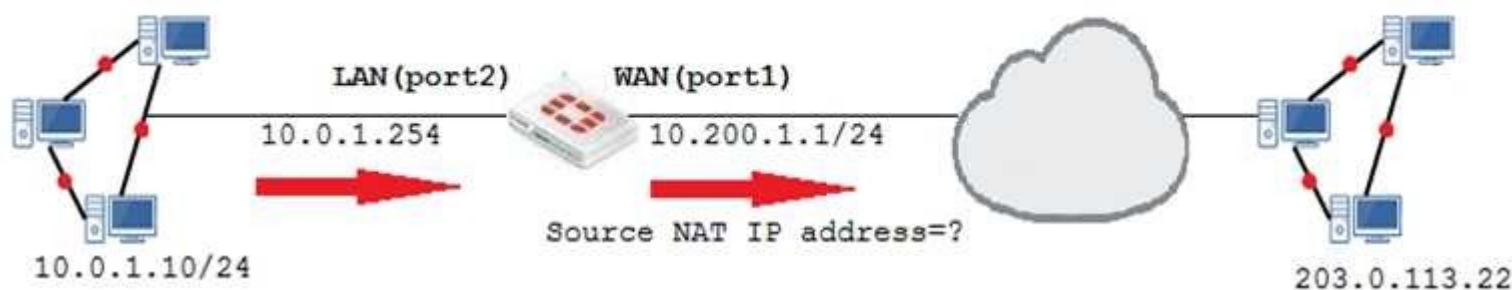 LAN(port2) WAN(port1)
10.0.1.254 10.200.1.1/24
Source NAT IP address=?
10.0.1.10/24
203.0.113.22